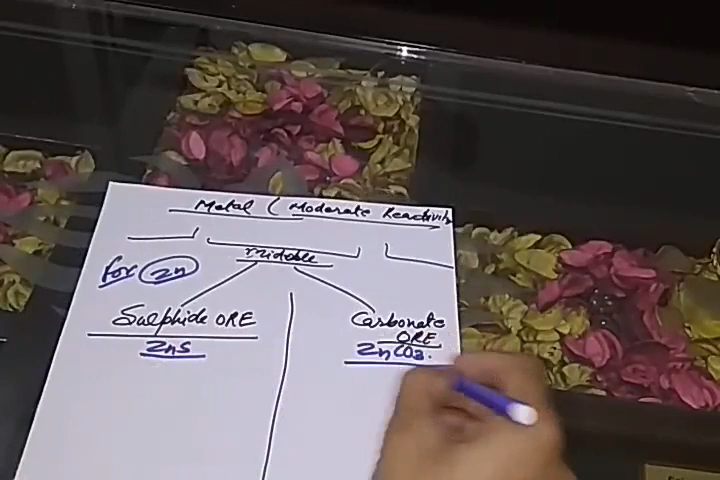 Metal ( Moderate Reactivity
middle
for Zn
Sulphide ORE
ZnS
Carbonate
ORE
ZnCO3.